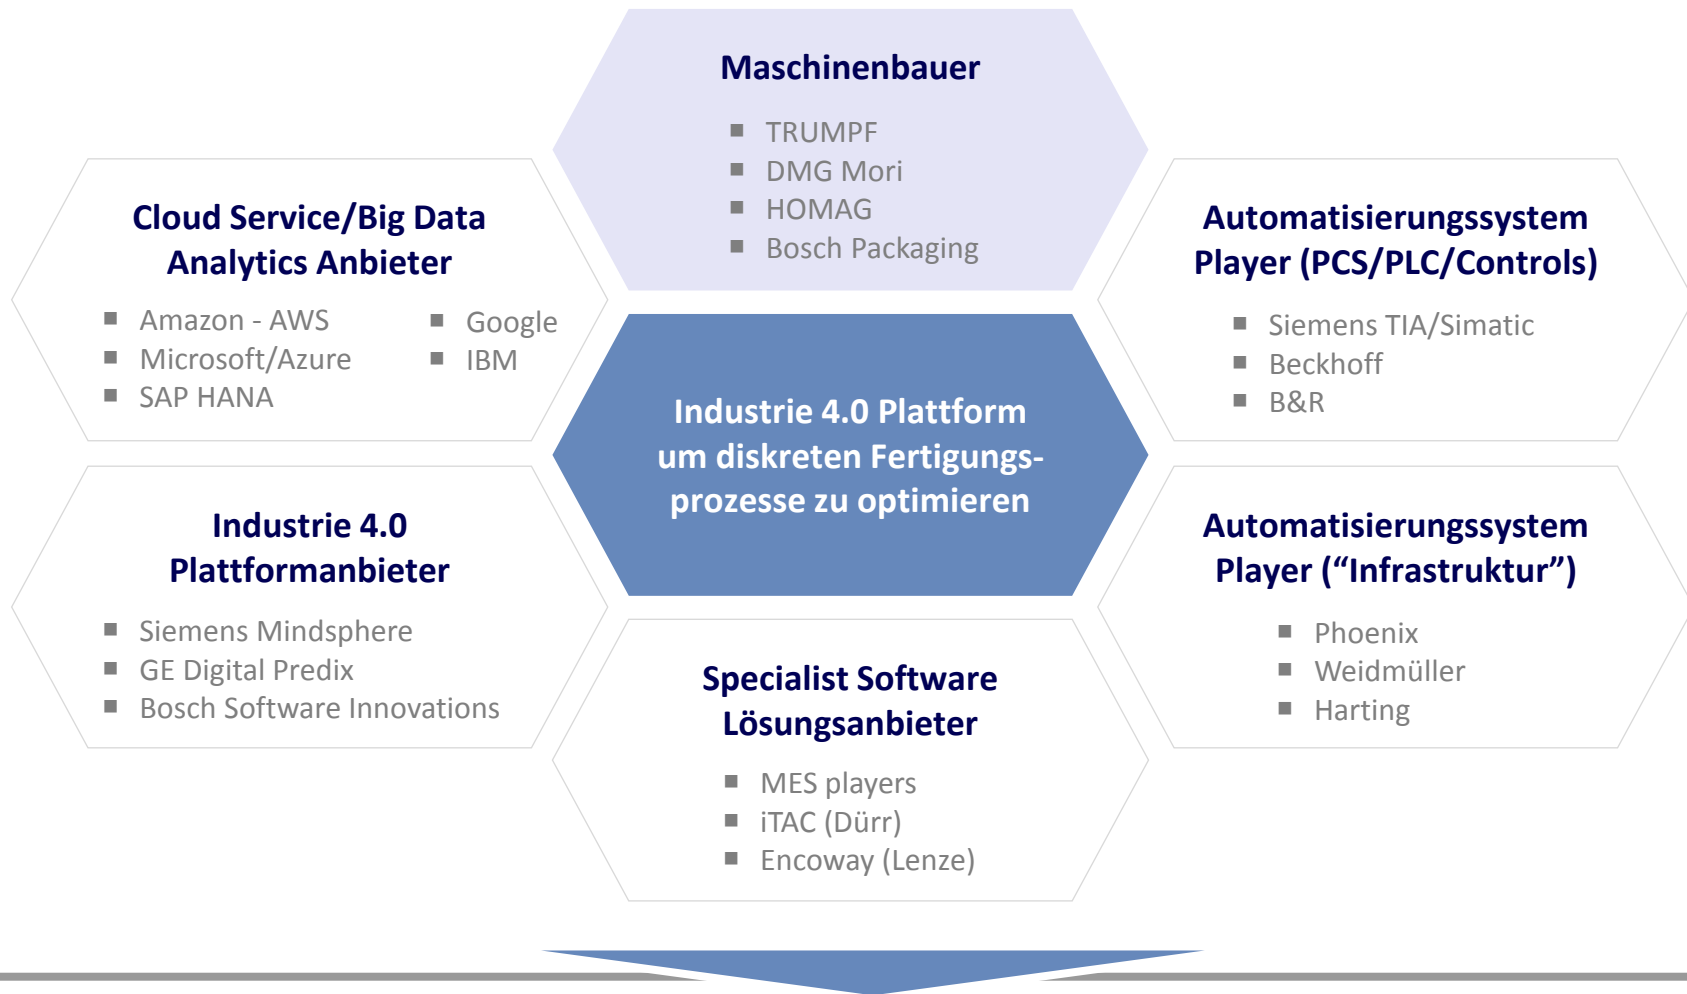 Maschinenbauer
TRUMPF
DMG Mori
HOMAG
Bosch Packaging
Cloud Service/Big Data
Analytics Anbieter
Amazon - AWS
Microsoft/Azure
SAP HANA
Google
IBM
Automatisierungssystem
Player (PCS/PLC/Controls)
Siemens TIA/Simatic
Beckhoff
B&R
Industrie 4.0 Plattform
um diskreten Fertigungs-
prozesse zu optimieren
Industrie 4.0
Plattformanbieter
Siemens Mindsphere
GE Digital Predix
Bosch Software Innovations
Automatisierungssystem
Player (“Infrastruktur”)
Phoenix
Weidmüller
Harting
Specialist Software
Lösungsanbieter
MES players
iTAC (Dürr)
Encoway (Lenze)